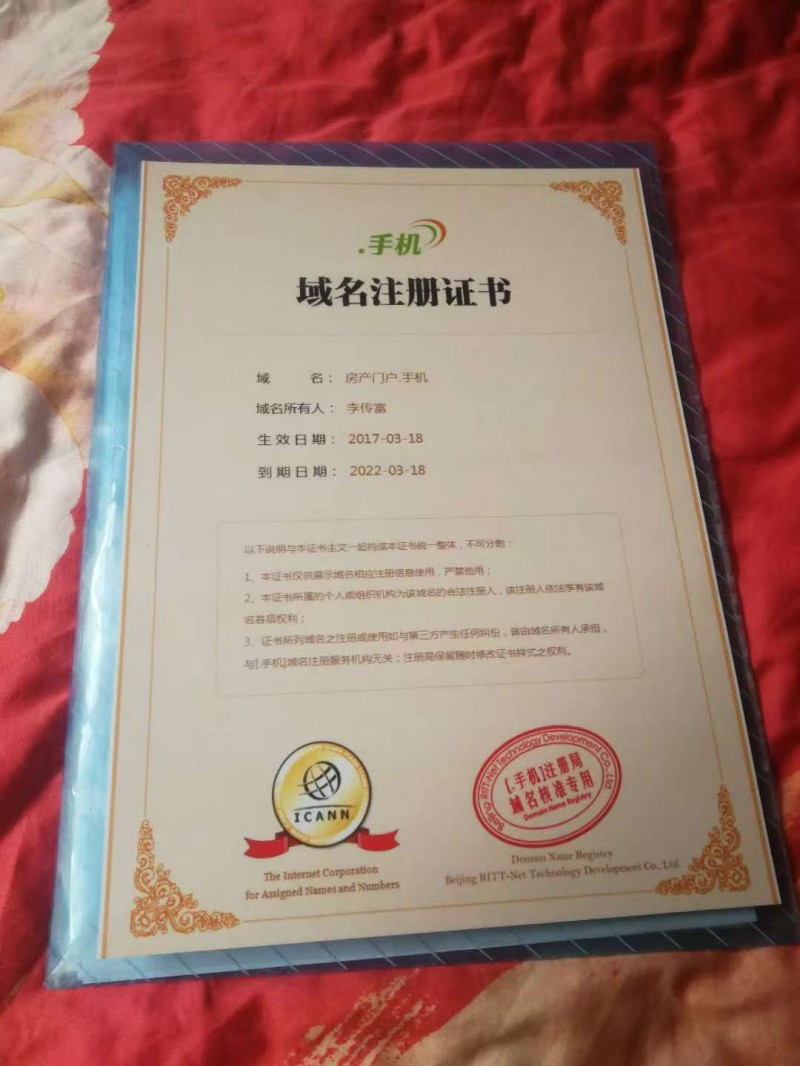 .手机
域名注册证书
域 名： 房产门户.手机
域名所有人： 李传富
生效日期： 2017-03-18
到期日期： 2022-03-18
以下说明与本证书主文一起构成本证书统一整体，不可分割：
1、本证书仅供展示域名相应注册信息使用，严禁他用；
2、本证书所属的个人或组织机构为该域名的合法注册人，该注册人依法享有该域
名各项权利；
3、证书所列域名之注册或使用如与第三方产生任何纠纷，皆由域名所有人承担，
与[.手机]域名注册服务机构无关；注册局保留随时修改证书样式之权利。
ICANN
The Internet Corporation
for Assigned Names and Numbers
Beijing RITT-Net Technology Development Co., Ltd.
[.手机]注册局
域名核准专用
Domain Name Registry
Domain Name Registry
Beijing RITT-Net Technology Development Co., Ltd.